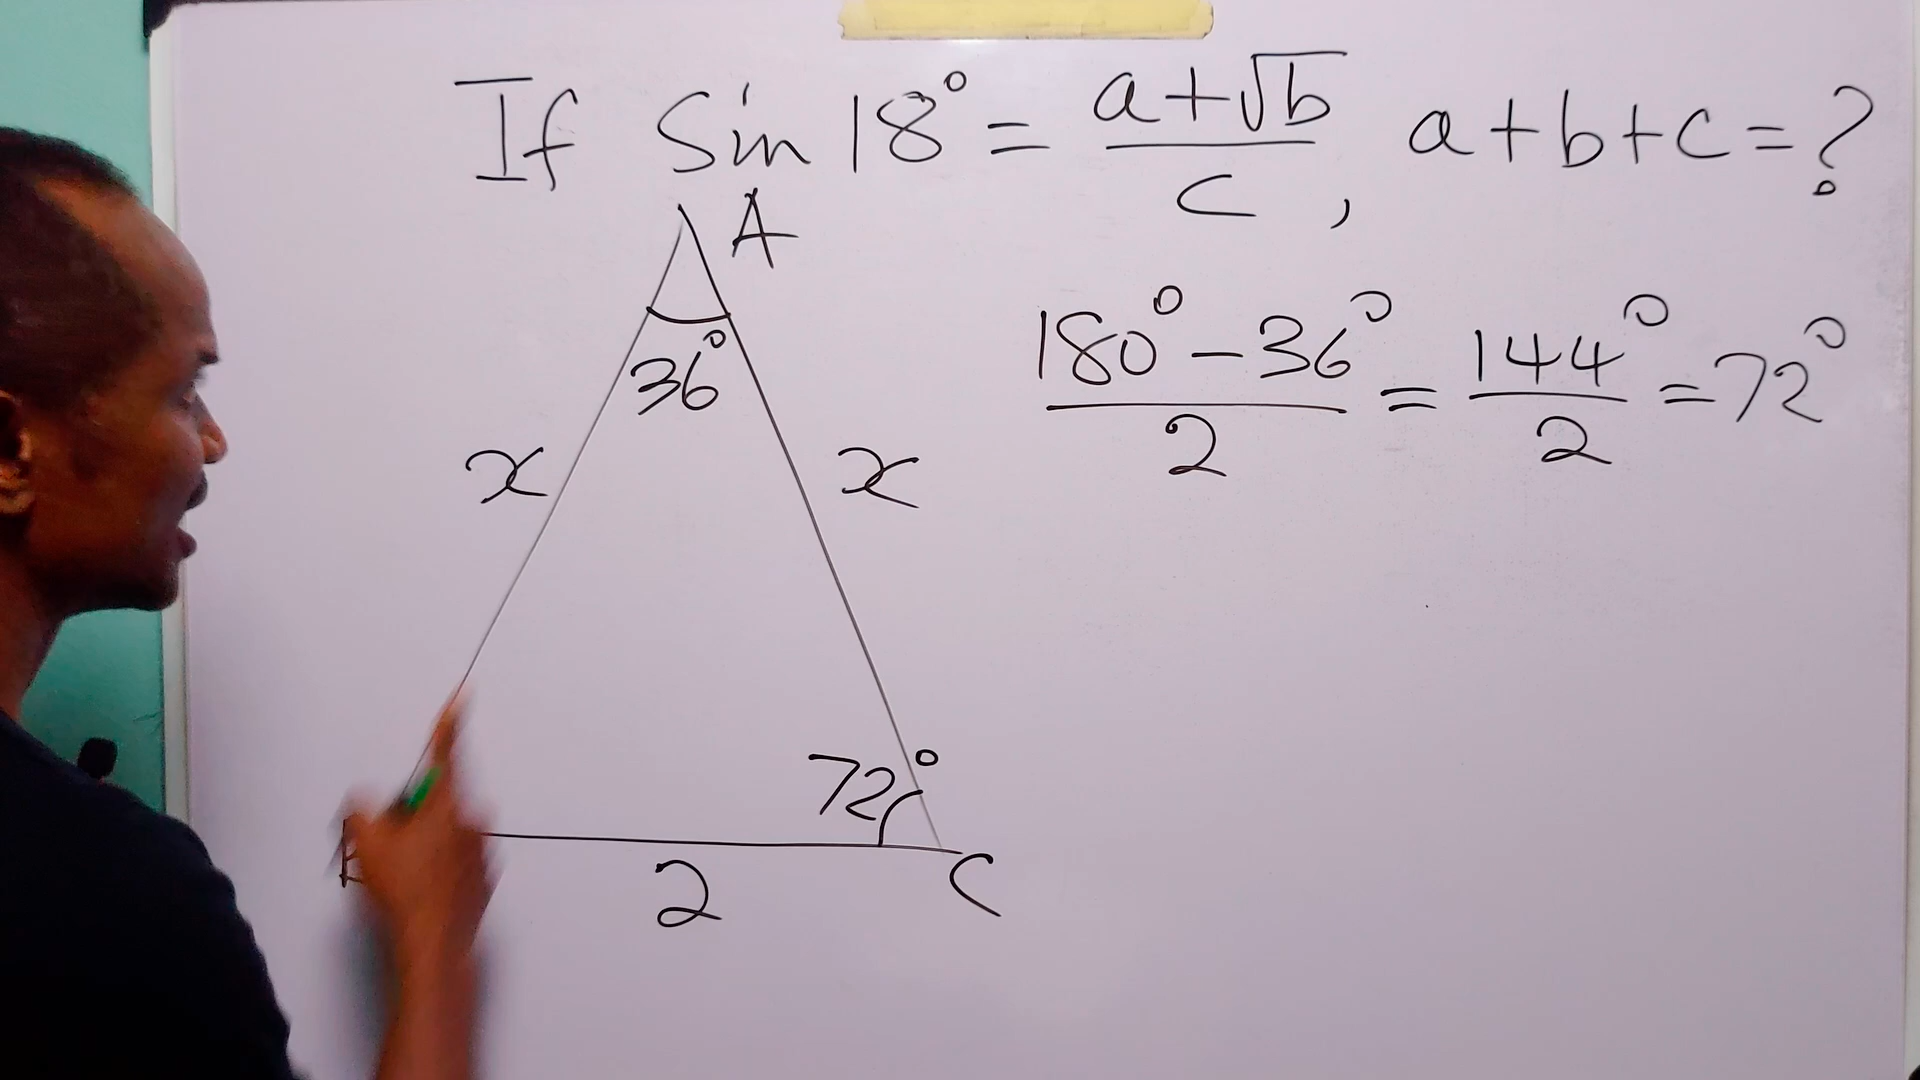 If Sin 18° = (a+√b)/c , a+b+c=?
A
36°
(180°-36°)/2 = 144°/2 = 72°
x x
72°
B C
2